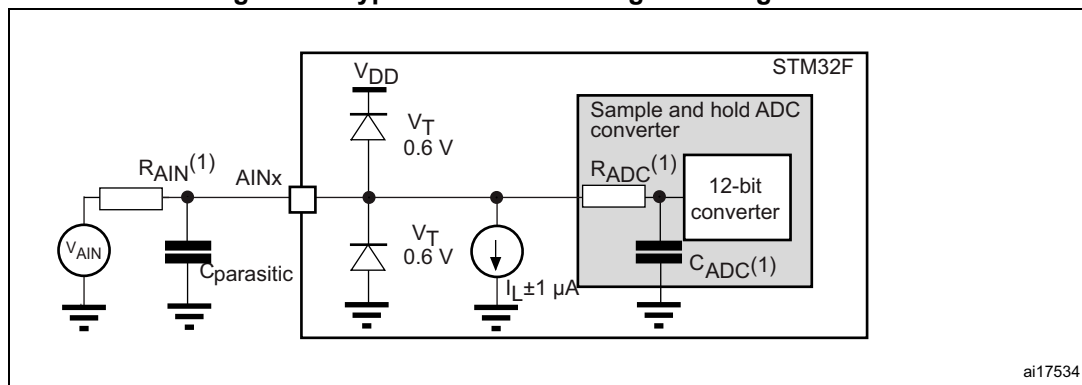 STM32F
VDD
Sample and hold ADC
converter
VT
0.6 V
RAIN(1)
AINx
RADC(1)
12-bit
converter
VAIN
Cparasitic
VT
0.6 V
IL±1 µA
CADC(1)
ai17534